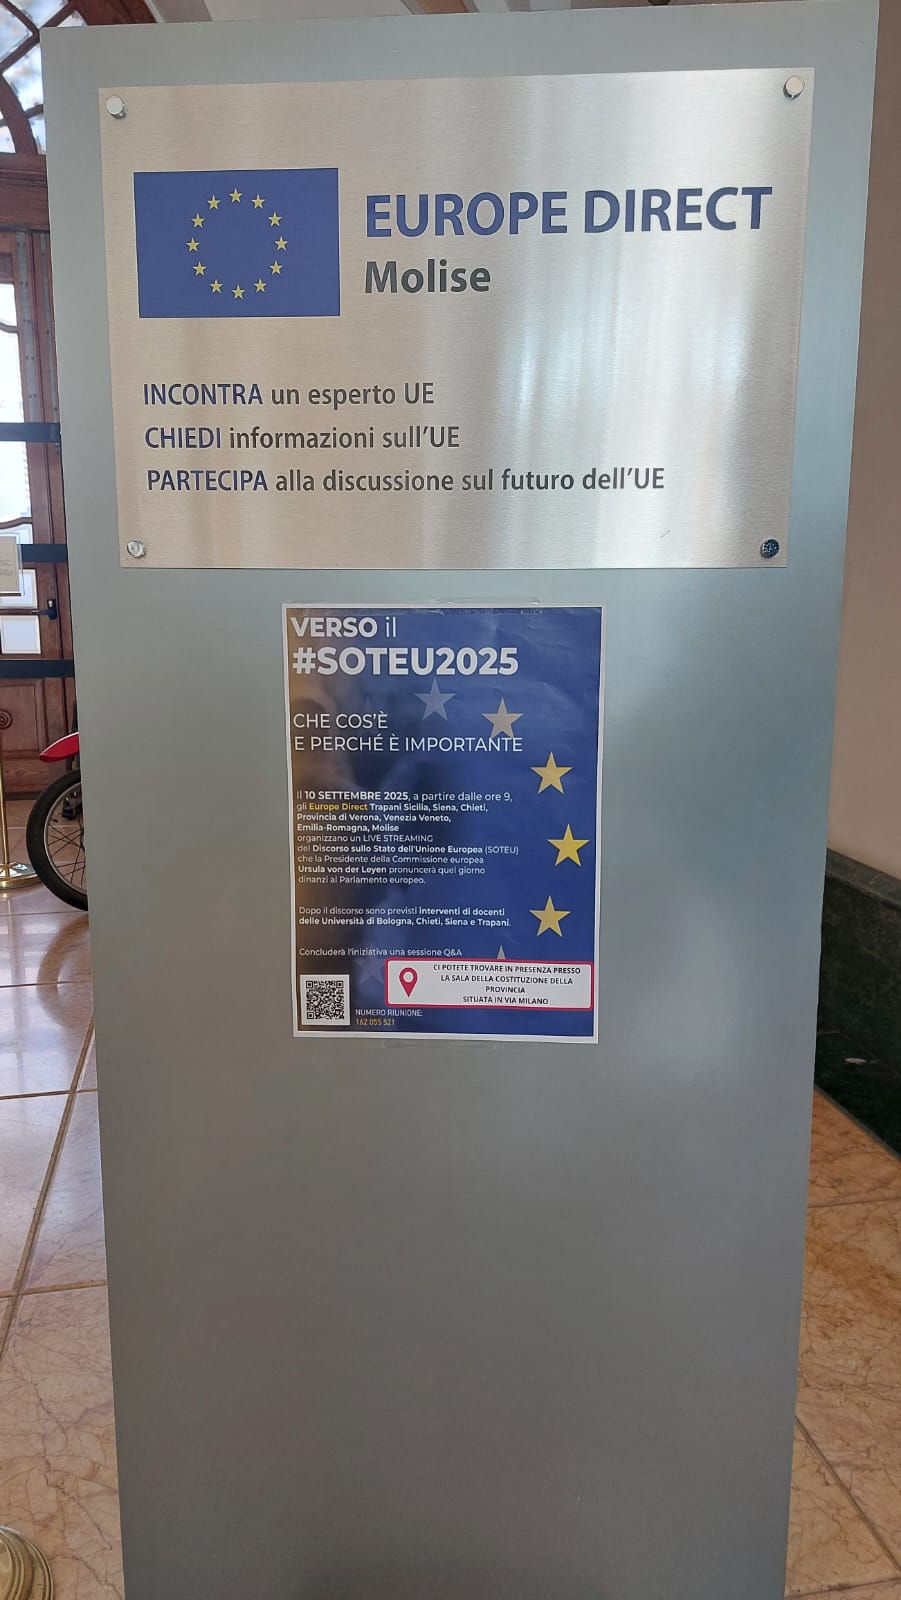 EUROPE DIRECT
Molise
INCONTRA un esperto UE
CHIEDI informazioni sull'UE
PARTECIPA alla discussione sul futuro dell'UE
VERSO il
#SOTEU2025
CHE COS'È
E PERCHÉ È IMPORTANTE
Il 10 SETTEMBRE 2025, a partire dalle ore 9,
gli Europe Direct Trapani Sicilia, Siena, Chieti,
Provincia di Verona, Venezia Veneto,
Emilia-Romagna, Molise
organizzano un LIVE STREAMING
del Discorso sullo Stato dell'Unione Europea (SOTEU)
che la Presidente della Commissione europea
Ursula von der Leyen pronuncerà quel giorno
dinanzi al Parlamento europeo.
Dopo il discorso sono previsti interventi di docenti
delle Università di Bologna, Chieti, Siena e Trapani.
Concluderà l'iniziativa una sessione Q&A
CI POTETE TROVARE IN PRESENZA PRESSO
LA SALA DELLA COSTITUZIONE DELLA
PROVINCIA
SITUATA IN VIA MILANO
NUMERO RIUNIONE:
162 055 521